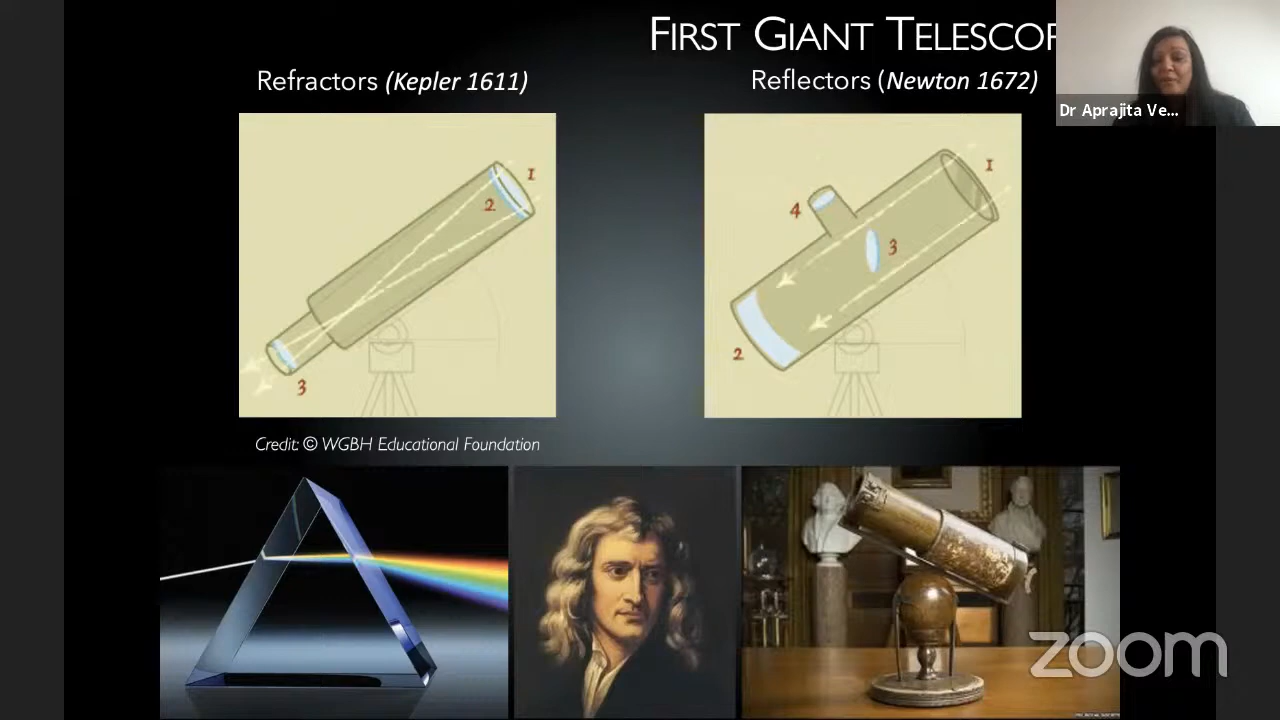 FIRST GIANT TELESCOP
Refractors (Kepler 1611)
Reflectors (Newton 1672)
Dr Aprajita Ve...
1
2
3
1
4
3
2
Credit: © WGBH Educational Foundation
zoom